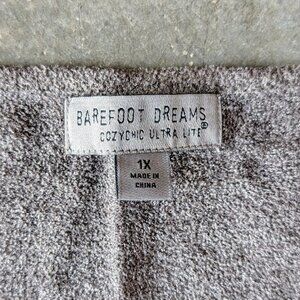 BAREFOOT DREAMS
COZYCHIC ULTRA LITE®
1X
MADE IN
CHINA